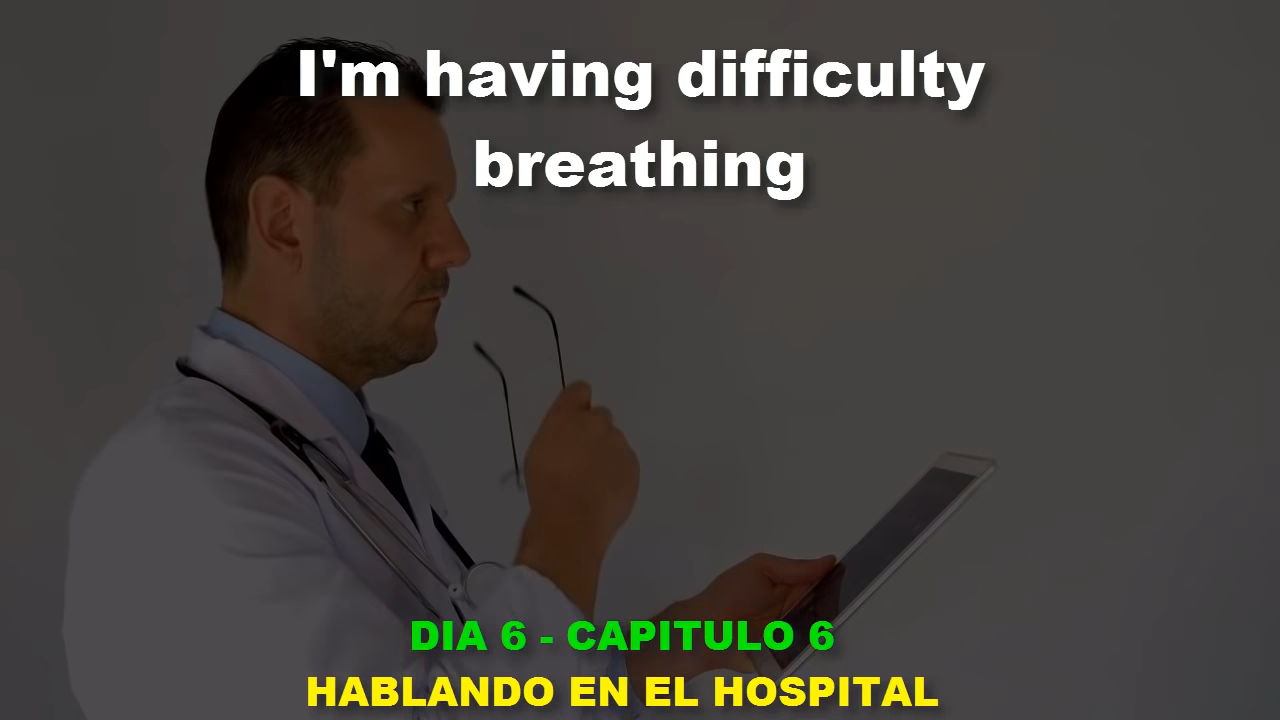 I'm having difficulty
breathing
DIA 6 - CAPITULO 6
HABLANDO EN EL HOSPITAL